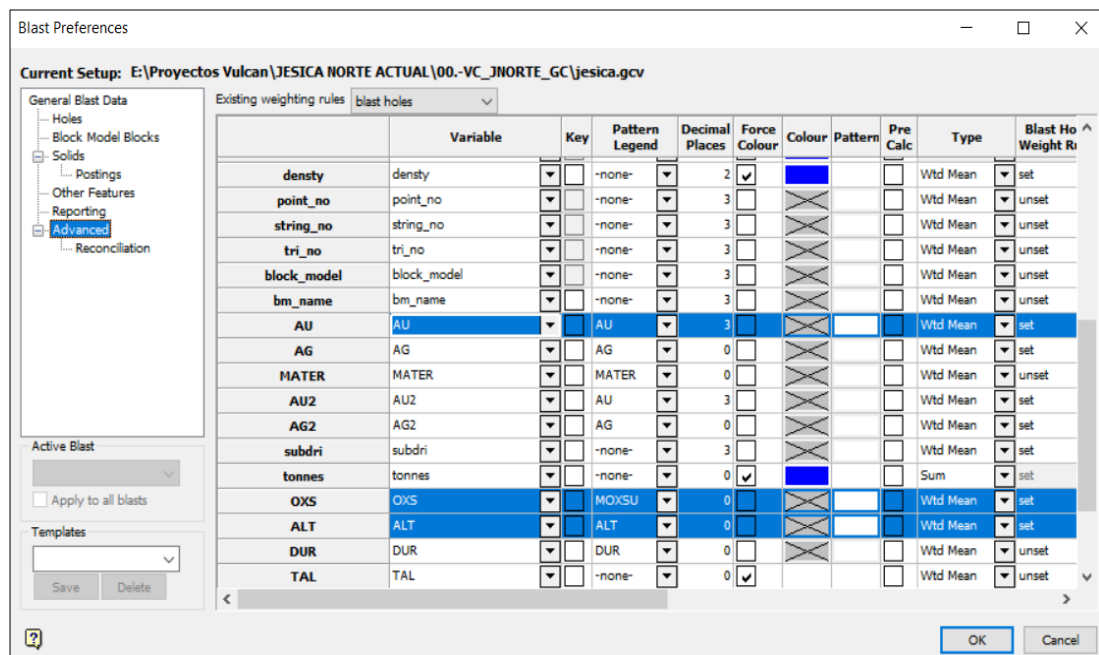 Blast Preferences
Current Setup: E:\Proyectos Vulcan\JESICA NORTE ACTUAL\00.-VC_JNORTE_GC\jesica.gcv
General Blast Data
Holes
Block Model Blocks
Solids
Postings
Other Features
Reporting
Advanced
Reconciliation
Active Blast
Apply to all blasts
Templates
Save Delete
Existing weighting rules blast holes
Variable Key Pattern Legend Decimal Places Force Colour Colour Pattern Pre Calc Type Blast Ho Weight
densty densty -none- 2 Wtd Mean set
point_no point_no -none- 3 Wtd Mean unset
string_no string_no -none- 3 Wtd Mean unset
tri_no tri_no -none- 3 Wtd Mean unset
block_model block_model -none- 3 Wtd Mean unset
bm_name bm_name -none- 3 Wtd Mean unset
AU AU AU 3 Wtd Mean set
AG AG AG 0 Wtd Mean set
MATER MATER MATER 0 Wtd Mean unset
AU2 AU2 AU 3 Wtd Mean set
AG2 AG2 AG 0 Wtd Mean set
subdri subdri -none- 3 Wtd Mean set
tonnes tonnes -none- 0 Sum set
OXS OXS MOXSU 0 Wtd Mean set
ALT ALT ALT 0 Wtd Mean set
DUR DUR DUR 0 Wtd Mean unset
TAL TAL -none- 0 Wtd Mean unset
OK Cancel